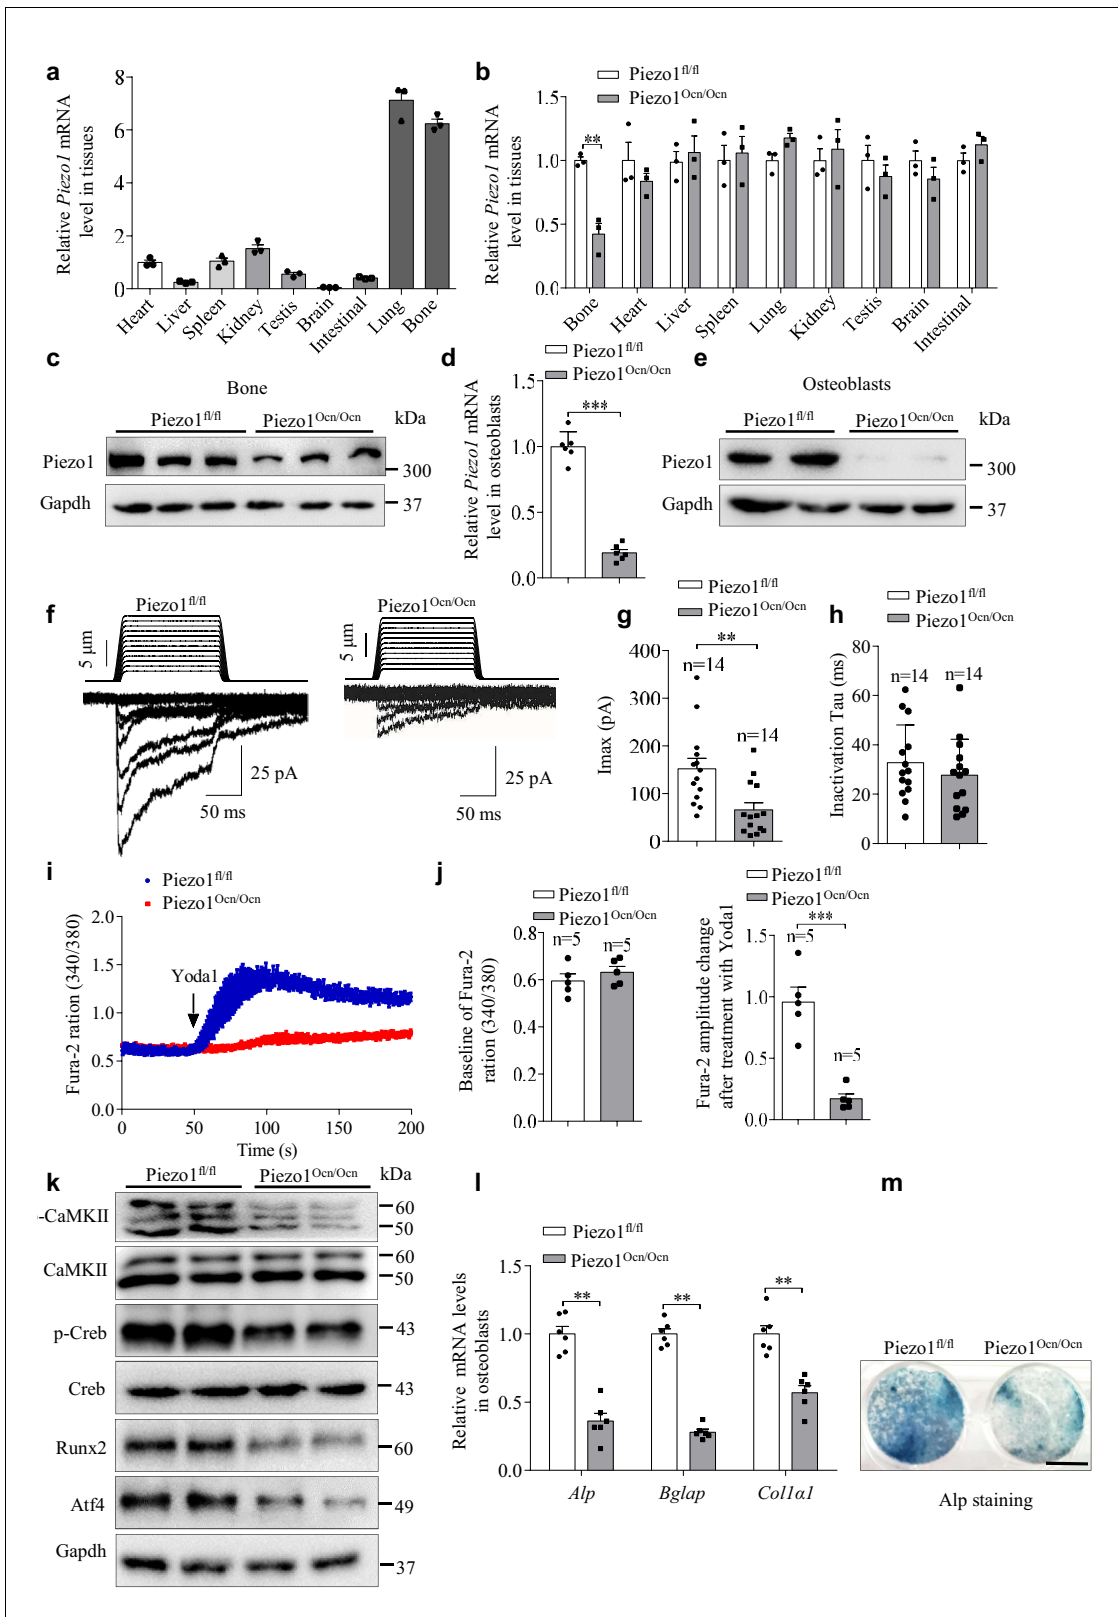 a
Relative Piezo1 mRNA
level in tissues
8
6
4
2
0
Heart
Liver
Spleen
Kidney
Testis
Brain
Intestinal
Lung
Bone
b
Piezo1fl/fl
Piezo1Ocn/Ocn
Relative Piezo1 mRNA
level in tissues
1.5
1.0
0.5
0.0
**
Bone
Heart
Liver
Spleen
Lung
Kidney
Testis
Brain
Intestinal
c
Bone
Piezo1fl/fl
Piezo1Ocn/Ocn
kDa
Piezo1
300
Gapdh
37
d
Piezo1fl/fl
Piezo1Ocn/Ocn
Relative Piezo1 mRNA
level in osteoblasts
1.5
1.0
0.5
0.0
***
e
Osteoblasts
Piezo1fl/fl
Piezo1Ocn/Ocn
kDa
Piezo1
300
Gapdh
37
f
Piezo1fl/fl
5 µm
25 pA
50 ms
Piezo1Ocn/Ocn
5 µm
25 pA
50 ms
g
Piezo1fl/fl
Piezo1Ocn/Ocn
Imax (pA)
400
300
200
100
0
**
n=14
n=14
h
Piezo1fl/fl
Piezo1Ocn/Ocn
Inactivation Tau (ms)
80
60
40
20
0
n=14
n=14
i
Piezo1fl/fl
Piezo1Ocn/Ocn
Fura-2 ration (340/380)
2.0
1.5
1.0
0.5
0.0
Yoda1
0
50
100
150
200
Time (s)
j
Piezo1fl/fl
Piezo1Ocn/Ocn
Baseline of Fura-2
ration (340/380)
0.8
0.6
0.4
0.2
0.0
n=5
n=5
Piezo1fl/fl
Piezo1Ocn/Ocn
Fura-2 amplitude change
after treatment with Yodal
1.5
1.0
0.5
0.0
***
n=5
n=5
k
Piezo1fl/fl
Piezo1Ocn/Ocn
kDa
-CaMKII
60
50
CaMKII
60
50
p-Creb
43
Creb
43
Runx2
60
Atf4
49
Gapdh
37
l
Piezo1fl/fl
Piezo1Ocn/Ocn
Relative mRNA levels
in osteoblasts
1.5
1.0
0.5
0.0
**
**
**
Alp
Bglap
Col1α1
m
Piezo1fl/fl
Piezo1Ocn/Ocn
Alp staining